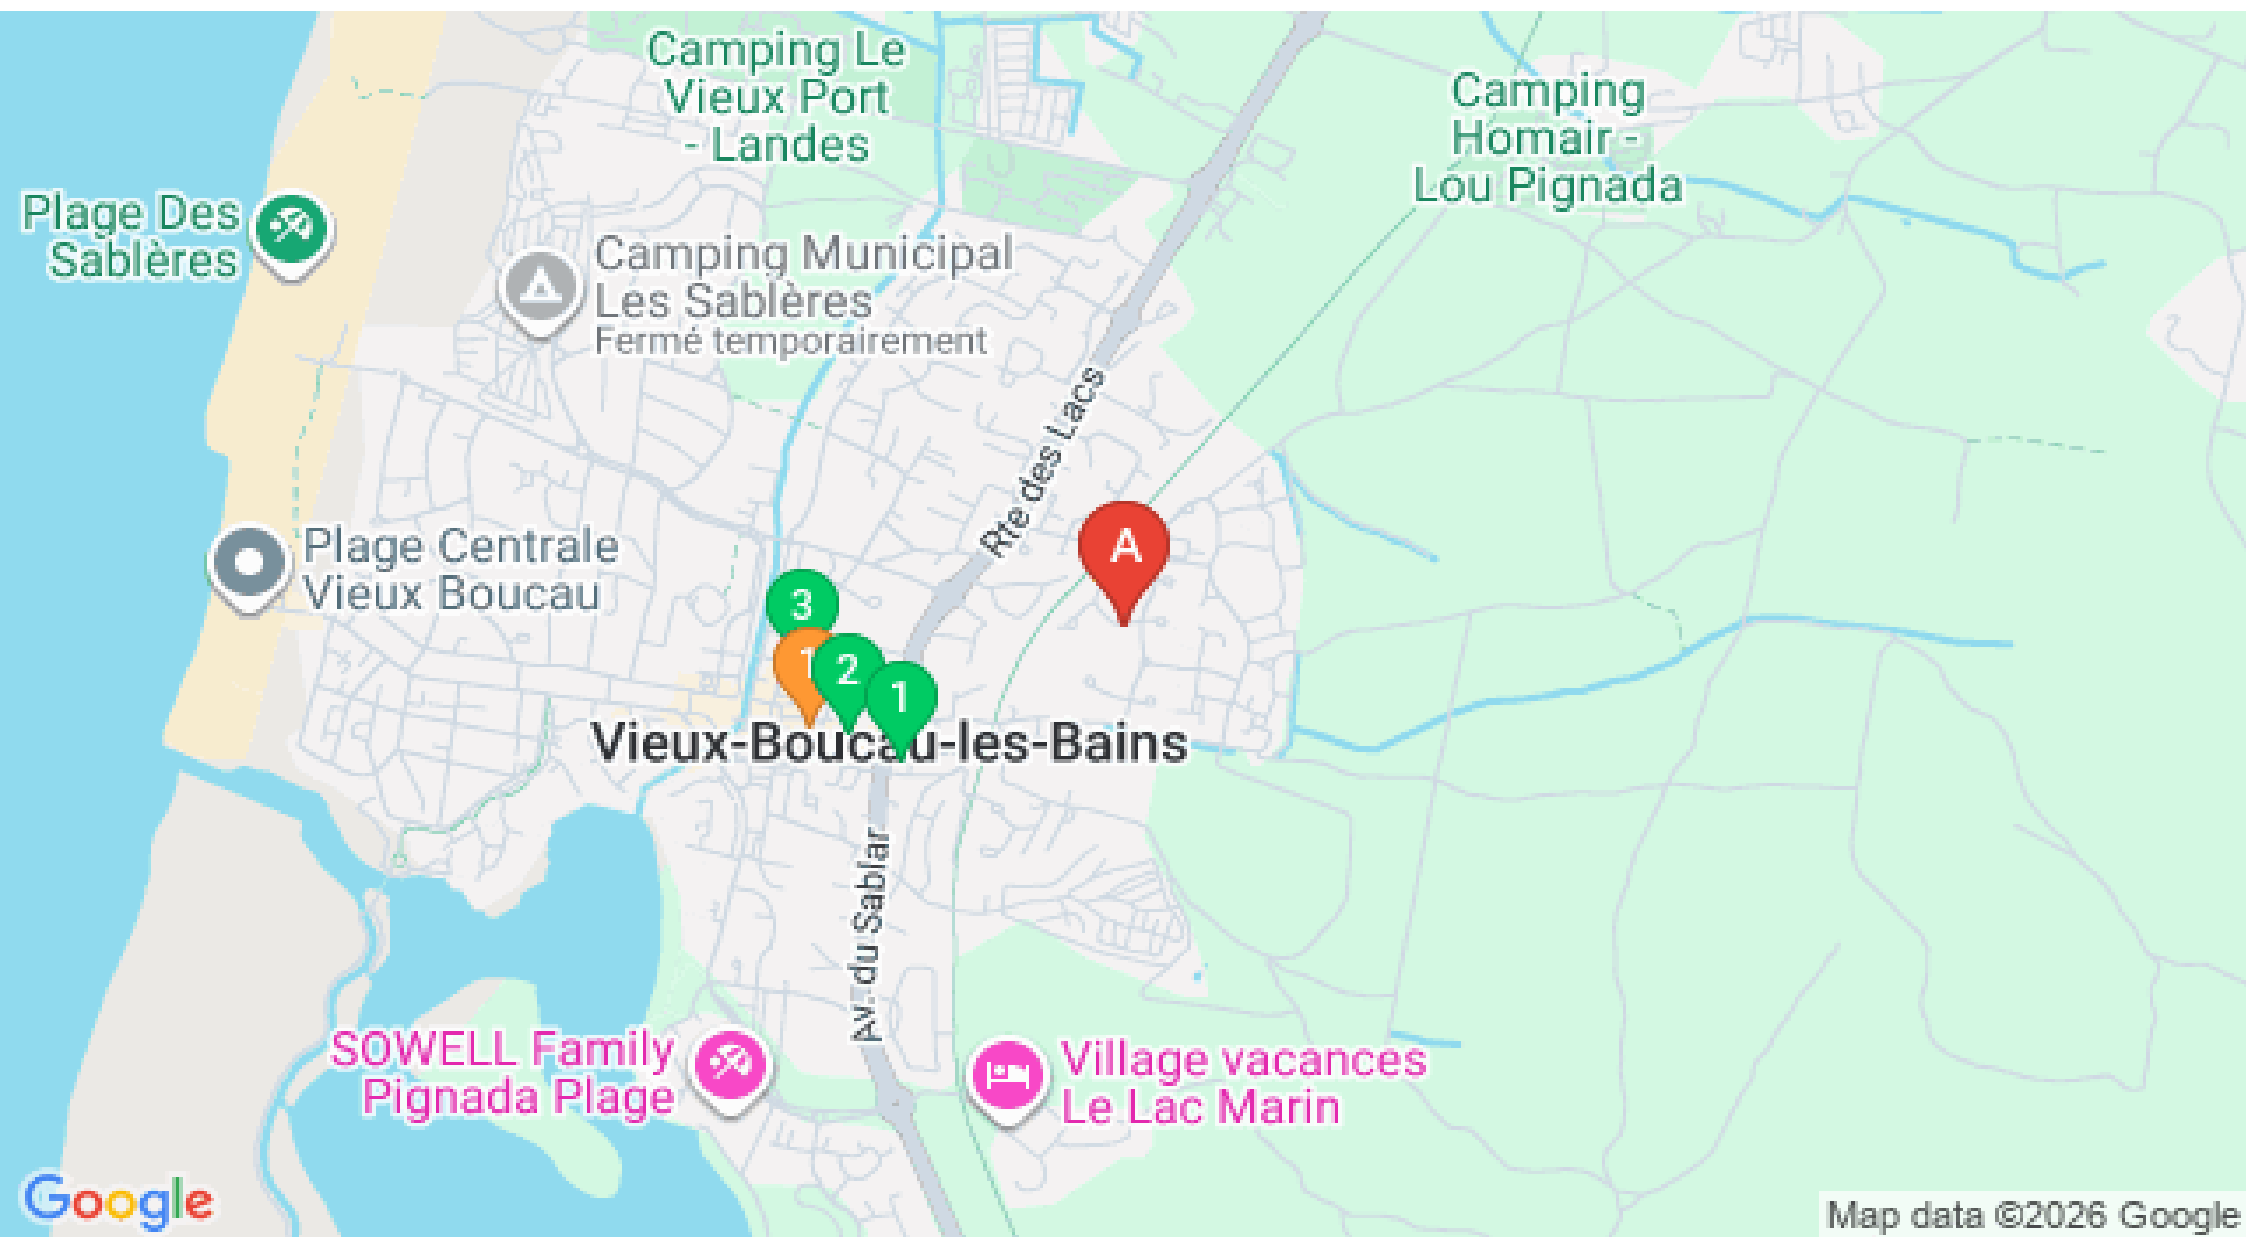 Camping Le
Vieux Port
- Landes
Camping
Homair -
Lou Pignada
Plage Des
Sablères
Camping Municipal
Les Sablères
Fermé temporairement
Rte des Lacs
Plage Centrale
Vieux Boucau
A
3
1
2
1
Vieux-Boucau-les-Bains
Av. du Sablar
SOWELL Family
Pignada Plage
Village vacances
Le Lac Marin
Google
Map data ©2026 Google